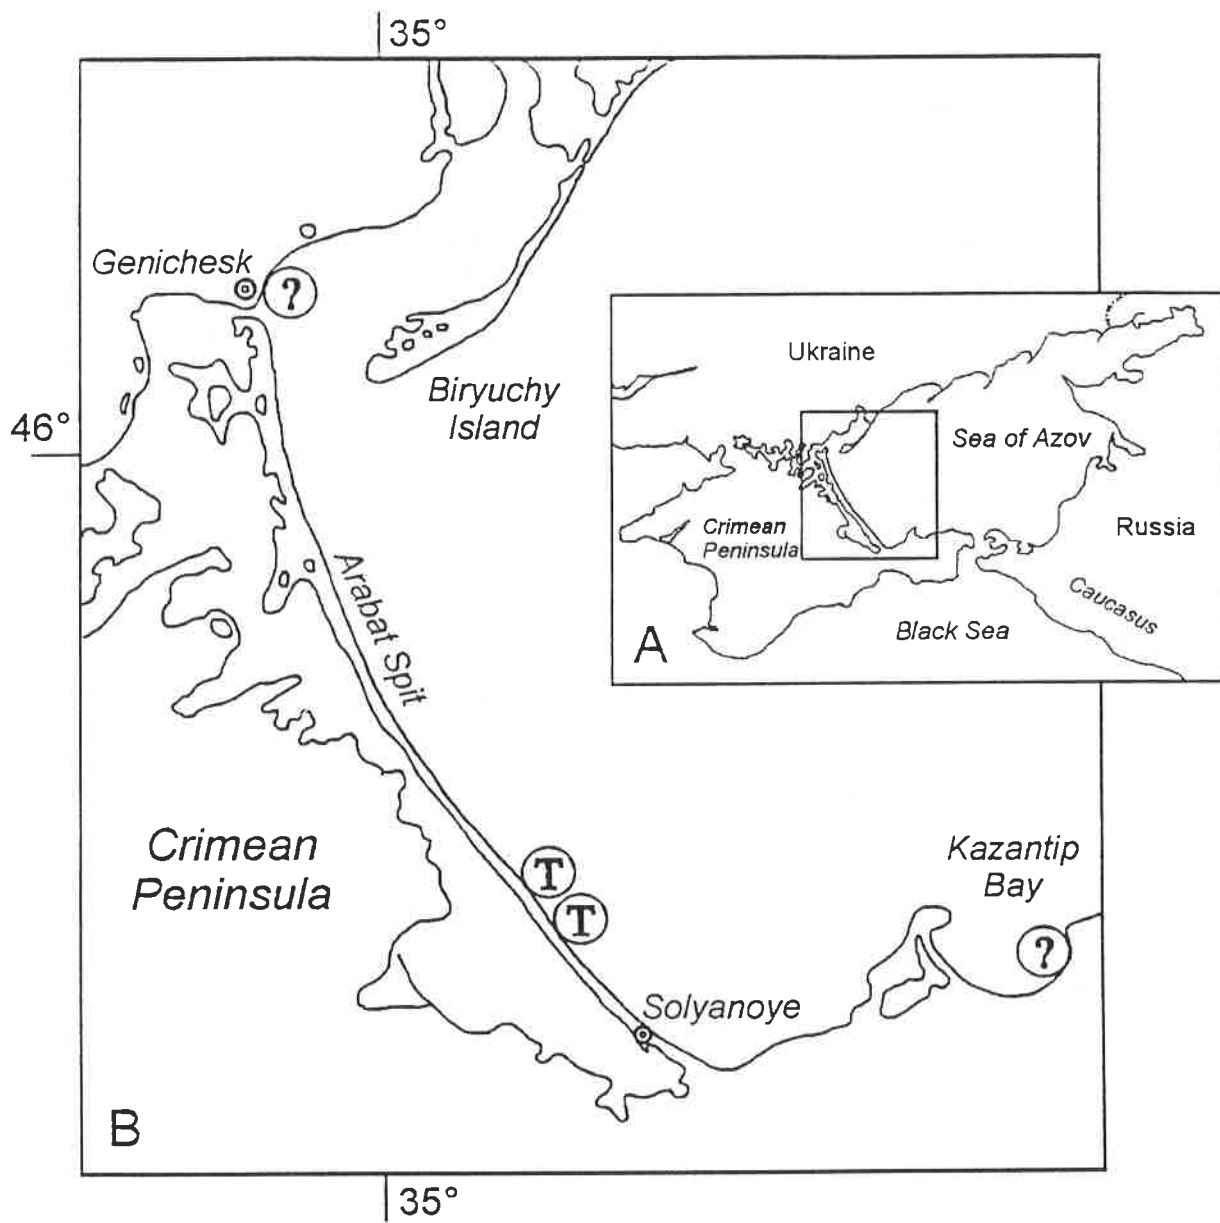 35°
Genichesk
?
Biryuchy
Island
46°
Ukraine
Sea of Azov
Crimean
Peninsula
Russia
Caucasus
Black Sea
A
Arabat Spit
Crimean
Peninsula
T
T
Kazantip
Bay
?
Solyanoye
B
35°